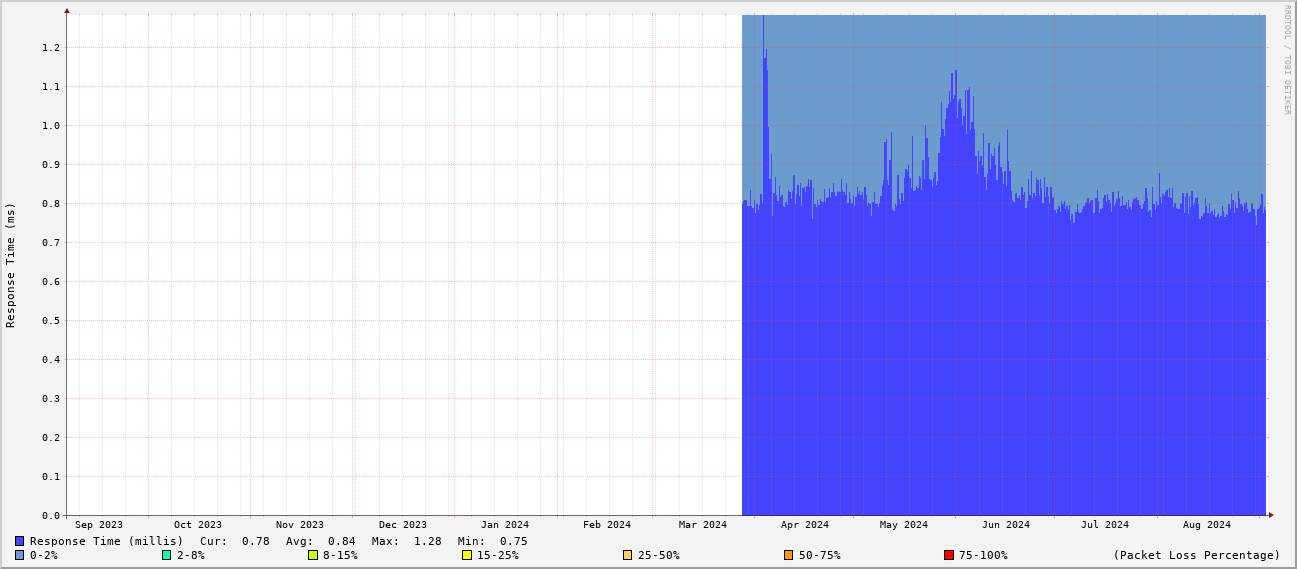 RRDTOOL / TOBI OETIKER
Response Time (ms)
1.2
1.1
1.0
0.9
0.8
0.7
0.6
0.5
0.4
0.3
0.2
0.1
0.0
Sep 2023 Oct 2023 Nov 2023 Dec 2023 Jan 2024 Feb 2024 Mar 2024 Apr 2024 May 2024 Jun 2024 Jul 2024 Aug 2024
Response Time (millis) Cur: 0.78 Avg: 0.84 Max: 1.28 Min: 0.75
0-2% 2-8% 8-15% 15-25% 25-50% 50-75% 75-100% (Packet Loss Percentage)